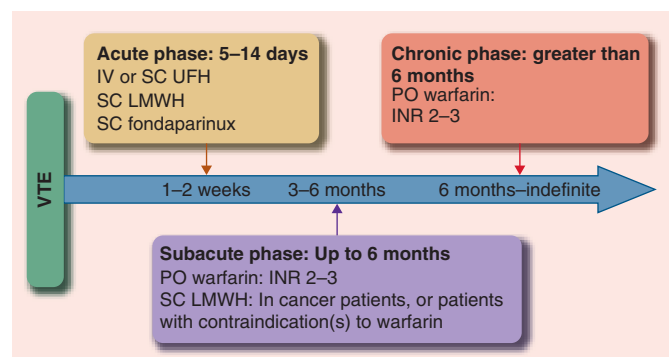 VTE
Acute phase: 5–14 days
IV or SC UFH
SC LMWH
SC fondaparinux
Chronic phase: greater than
6 months
PO warfarin:
INR 2–3
1–2 weeks
3–6 months
6 months–indefinite
Subacute phase: Up to 6 months
PO warfarin: INR 2–3
SC LMWH: In cancer patients, or patients
with contraindication(s) to warfarin